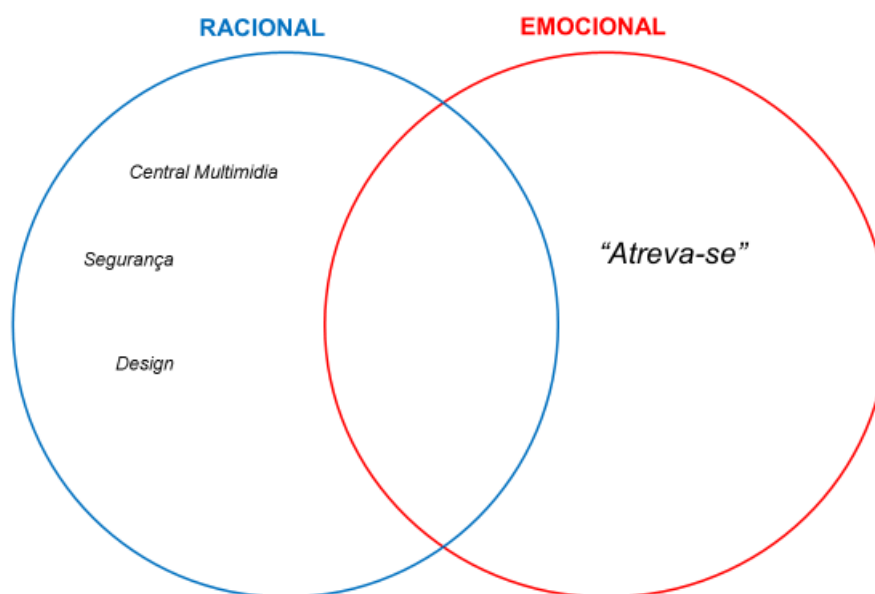 RACIONAL
EMOCIONAL
Central Multimidia
Segurança
“Atreva-se”
Design